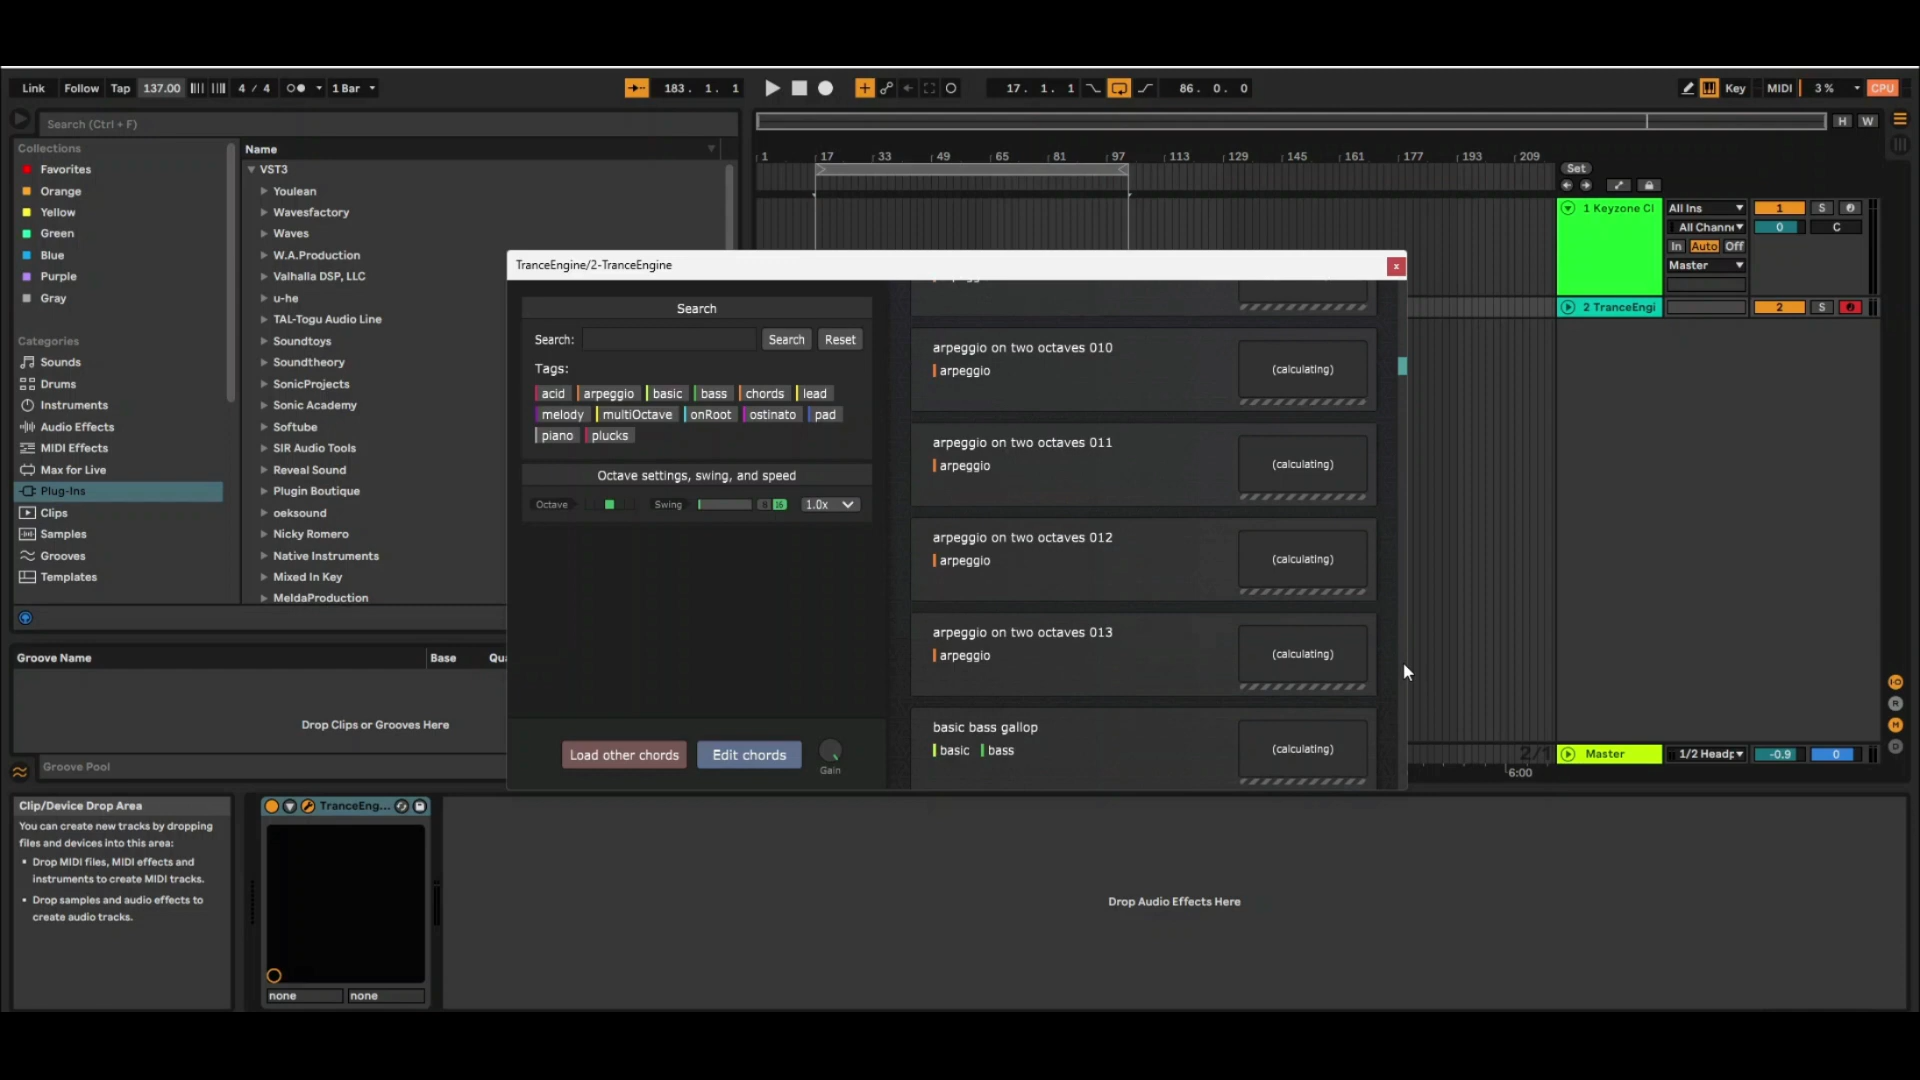 Link Follow Tap 137.00 4 / 4 1 Bar 183. 1. 1 17. 1. 1 86. 0. 0 Key MIDI 3 % CPU
Search (Ctrl + F)
H W
Collections
Favorites
Orange
Yellow
Green
Blue
Purple
Gray
Categories
Sounds
Drums
Instruments
Audio Effects
MIDI Effects
Max for Live
Plug-Ins
Clips
Samples
Grooves
Templates
Name
VST3
Youlean
Wavesfactory
Waves
W.A.Production
Valhalla DSP, LLC
u-he
TAL-Togu Audio Line
Soundtoys
Soundtheory
SonicProjects
Sonic Academy
Softube
SIR Audio Tools
Reveal Sound
Plugin Boutique
oeksound
Nicky Romero
Native Instruments
Mixed In Key
MeldaProduction
1 17 33 49 65 81 97 113 129 145 161 177 193 209
Set
1 Keyzone Cl All Ins 1 S
All Chann 0 C
In Auto Off
Master
2 TranceEngi 2 S
TranceEngine/2-TranceEngine x
Search
Search: Search Reset
Tags:
acid arpeggio basic bass chords lead
melody multiOctave onRoot ostinato pad
piano plucks
Octave settings, swing, and speed
Octave Swing 8 16 1.0x
Load other chords Edit chords
Gain
arpeggio
arpeggio on two octaves 010
arpeggio
(calculating)
arpeggio on two octaves 011
arpeggio
(calculating)
arpeggio on two octaves 012
arpeggio
(calculating)
arpeggio on two octaves 013
arpeggio
(calculating)
basic bass gallop
basic bass
(calculating)
2/1 Master 1/2 Headp -0.9 0
6:00
Groove Name Base Qu
Drop Clips or Grooves Here
Groove Pool
Clip/Device Drop Area
You can create new tracks by dropping
files and devices into this area:
• Drop MIDI files, MIDI effects and
instruments to create MIDI tracks.
• Drop samples and audio effects to
create audio tracks.
TranceEng...
none none
Drop Audio Effects Here